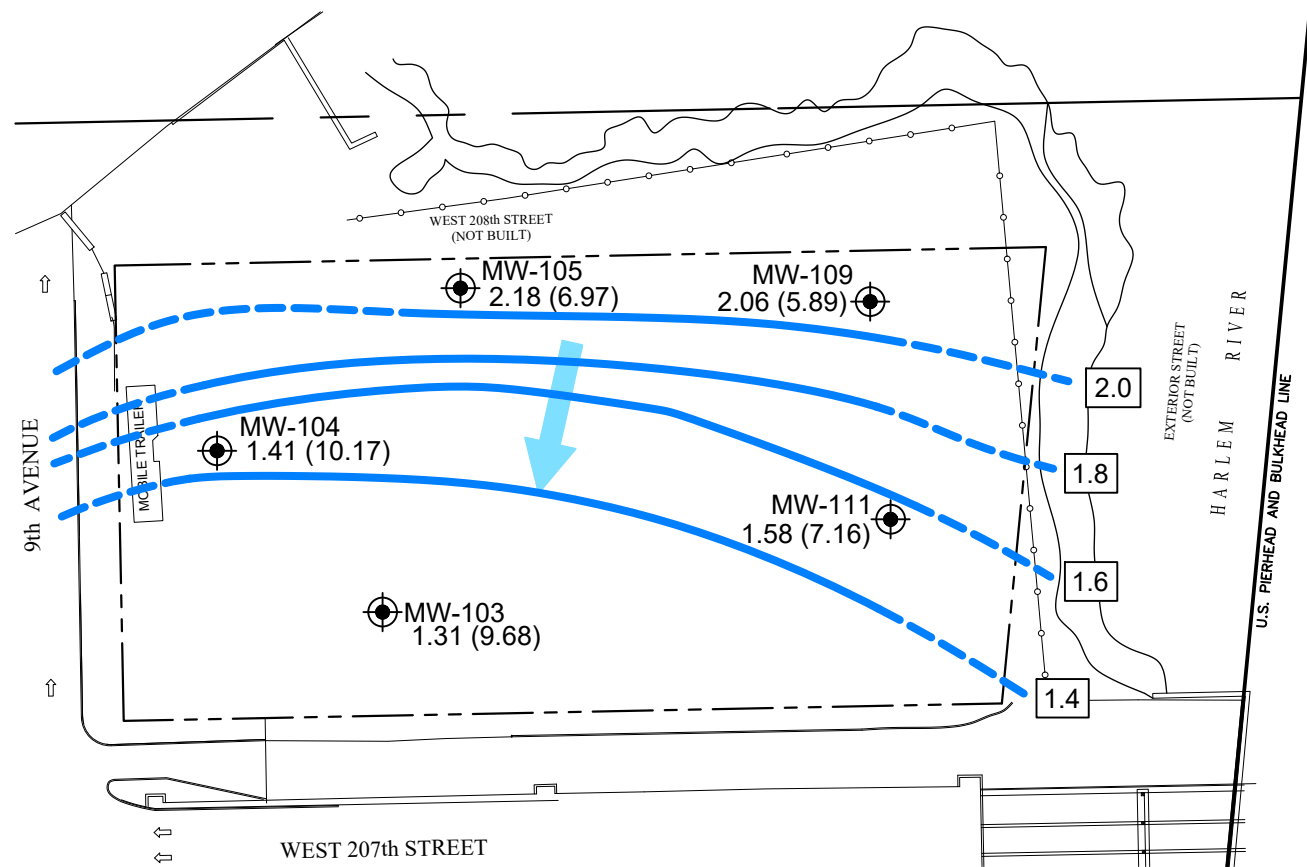 WEST 208th STREET
(NOT BUILT)
MW-105
2.18 (6.97)
MW-109
2.06 (5.89)
2.0
EXTERIOR STREET
(NOT BUILT)
HARLEM RIVER
U.S. PIERHEAD AND BULKHEAD LINE
9th AVENUE
MOBILE TRAILER
MW-104
1.41 (10.17)
1.8
MW-111
1.58 (7.16)
1.6
MW-103
1.31 (9.68)
1.4
WEST 207th STREET